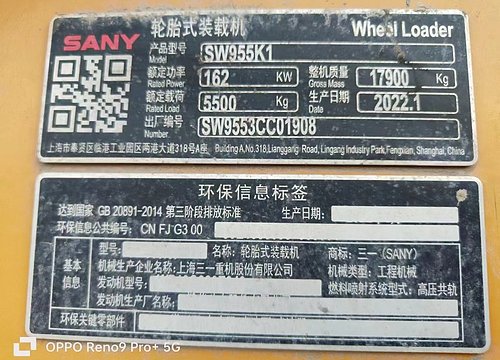 SANY 轮胎式装载机 Wheel Loader
产品型号 Model SW955K1
额定功率 Rated Power 162 KW 整机质量 Gross Mass 17900 Kg
额定载荷 Rated Load 5500 Kg 生产日期 Date 2022.1
出厂编号 Number SW9553CC01908
上海市奉贤区临港工业园区两港大道318号A座 Building A,No.318,Lianggang Road, Lingang Industry Park,Fengxian, Shanghai, China
环保信息标签
达到国家 GB 20891-2014 第三阶段排放标准 生产日期:
环保信息公共编号: CN FJ G3 00
基本信息
型号: 名称: 轮胎式装载机 商标: 三一 (SANY)
机械生产企业名称: 上海三一重机股份有限公司 机械类型: 工程机械
发动机型号: 燃料喷射系统型式: 高压共轨
发动机生产厂名称:
环保关键零部件
OPPO Reno9 Pro+ 5G